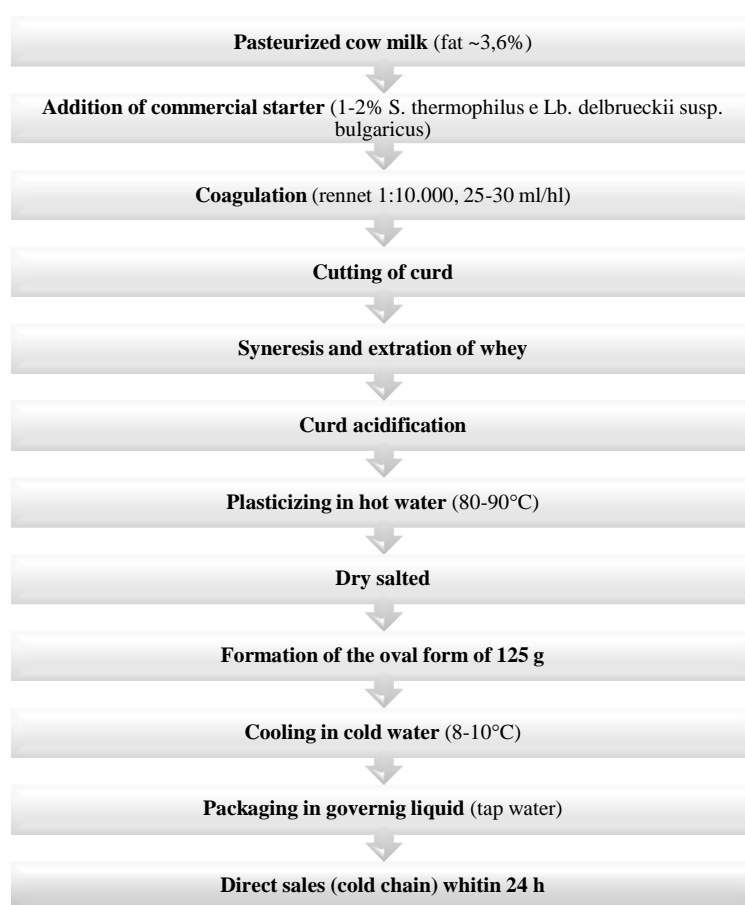 Pasteurized cow milk (fat ~3,6%)
Addition of commercial starter (1-2% S. thermophilus e Lb. delbrueckii susp.
bulgaricus)
Coagulation (rennet 1:10.000, 25-30 ml/hl)
Cutting of curd
Syneresis and extration of whey
Curd acidification
Plasticizing in hot water (80-90°C)
Dry salted
Formation of the oval form of 125 g
Cooling in cold water (8-10°C)
Packaging in governig liquid (tap water)
Direct sales (cold chain) whitin 24 h